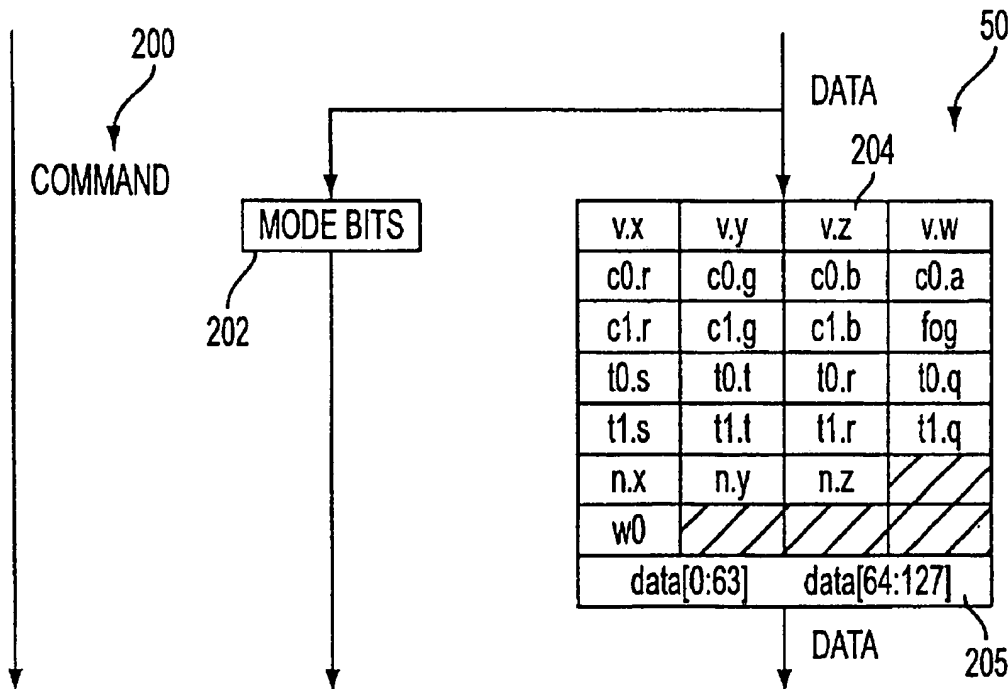 50
200
DATA
COMMAND
204
MODE BITS
202
v.x v.y v.z v.w
c0.r c0.g c0.b c0.a
c1.r c1.g c1.b fog
t0.s t0.t t0.r t0.q
t1.s t1.t t1.r t1.q
n.x n.y n.z
w0
data[0:63] data[64:127]
205
DATA